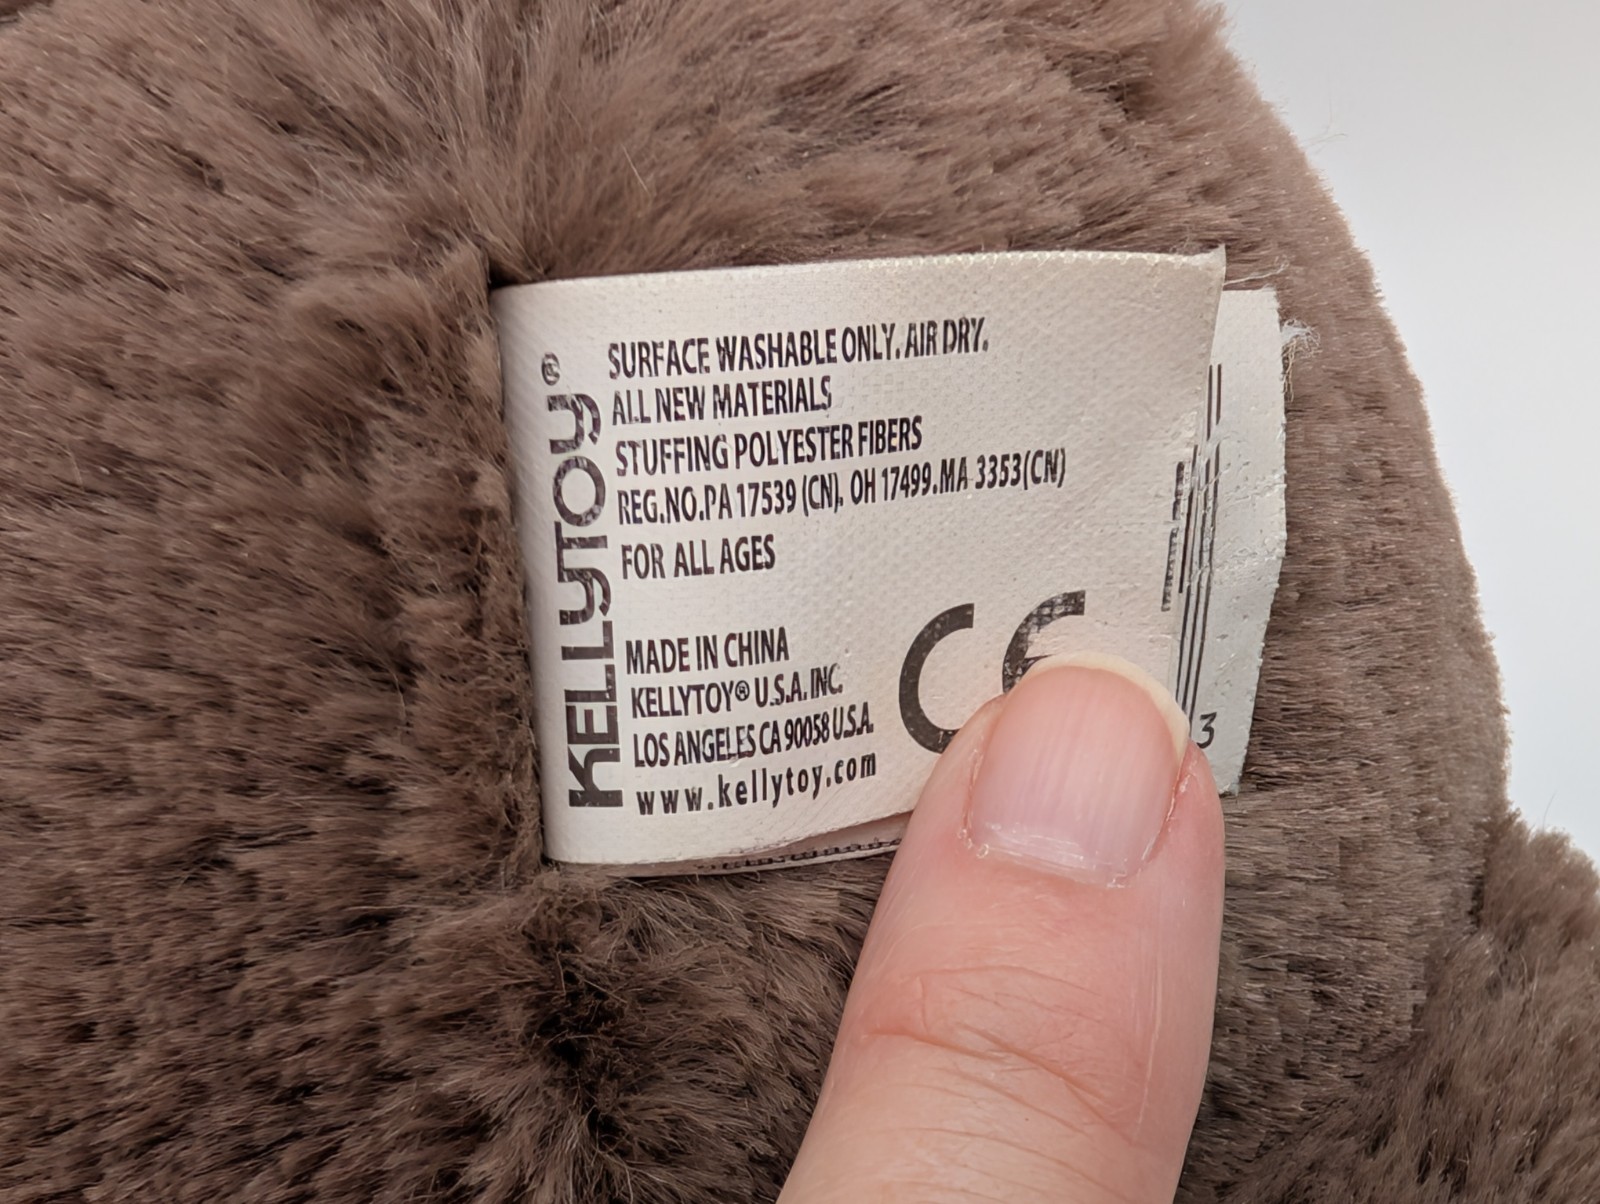 KELLYTOY®
SURFACE WASHABLE ONLY. AIR DRY.
ALL NEW MATERIALS
STUFFING POLYESTER FIBERS
REG.NO.PA 17539 (CN), OH 17499.MA 3353(CN)
FOR ALL AGES
MADE IN CHINA
KELLYTOY® U.S.A. INC.
LOS ANGELES CA 90058 U.S.A.
www.kellytoy.com
CE
3